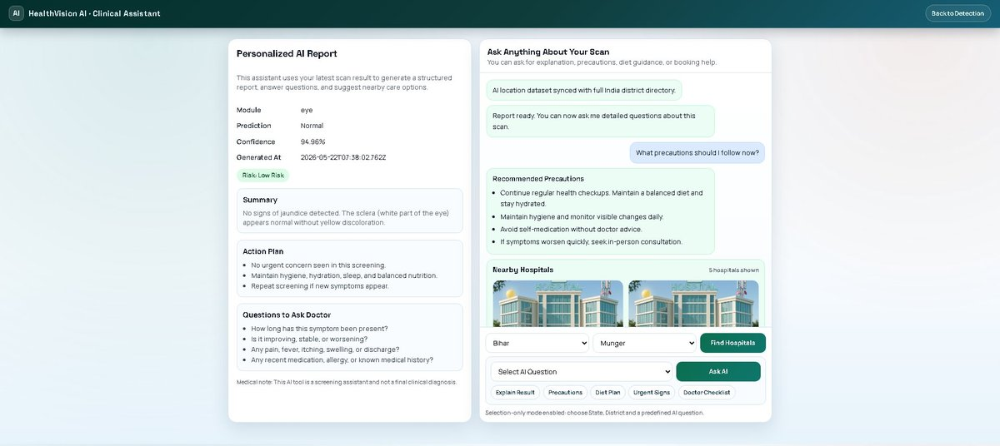 AI HealthVision AI · Clinical Assistant
Back to Detection
Personalized AI Report
This assistant uses your latest scan result to generate a structured
report, answer questions, and suggest nearby care options.
Module eye
Prediction Normal
Confidence 94.96%
Generated At 2026-05-22T07:38:02.762Z
Risk: Low Risk
Summary
No signs of jaundice detected. The sclera (white part of the eye)
appears normal without yellow discoloration.
Action Plan
• No urgent concern seen in this screening.
• Maintain hygiene, hydration, sleep, and balanced nutrition.
• Repeat screening if new symptoms appear.
Questions to Ask Doctor
• How long has this symptom been present?
• Is it improving, stable, or worsening?
• Any pain, fever, itching, swelling, or discharge?
• Any recent medication, allergy, or known medical history?
Medical note: This AI tool is a screening assistant and not a final clinical diagnosis.
Ask Anything About Your Scan
You can ask for explanation, precautions, diet guidance, or booking help.
AI location dataset synced with full India district directory.
Report ready. You can now ask me detailed questions about this
scan.
What precautions should I follow now?
Recommended Precautions
• Continue regular health checkups. Maintain a balanced diet and
stay hydrated.
• Maintain hygiene and monitor visible changes daily.
• Avoid self-medication without doctor advice.
• If symptoms worsen quickly, seek in-person consultation.
Nearby Hospitals 5 hospitals shown
HOSPITAL HOSPITAL
Bihar Munger Find Hospitals
Select AI Question Ask AI
Explain Result Precautions Diet Plan Urgent Signs Doctor Checklist
Selection-only mode enabled: choose State, District and a predefined AI question.